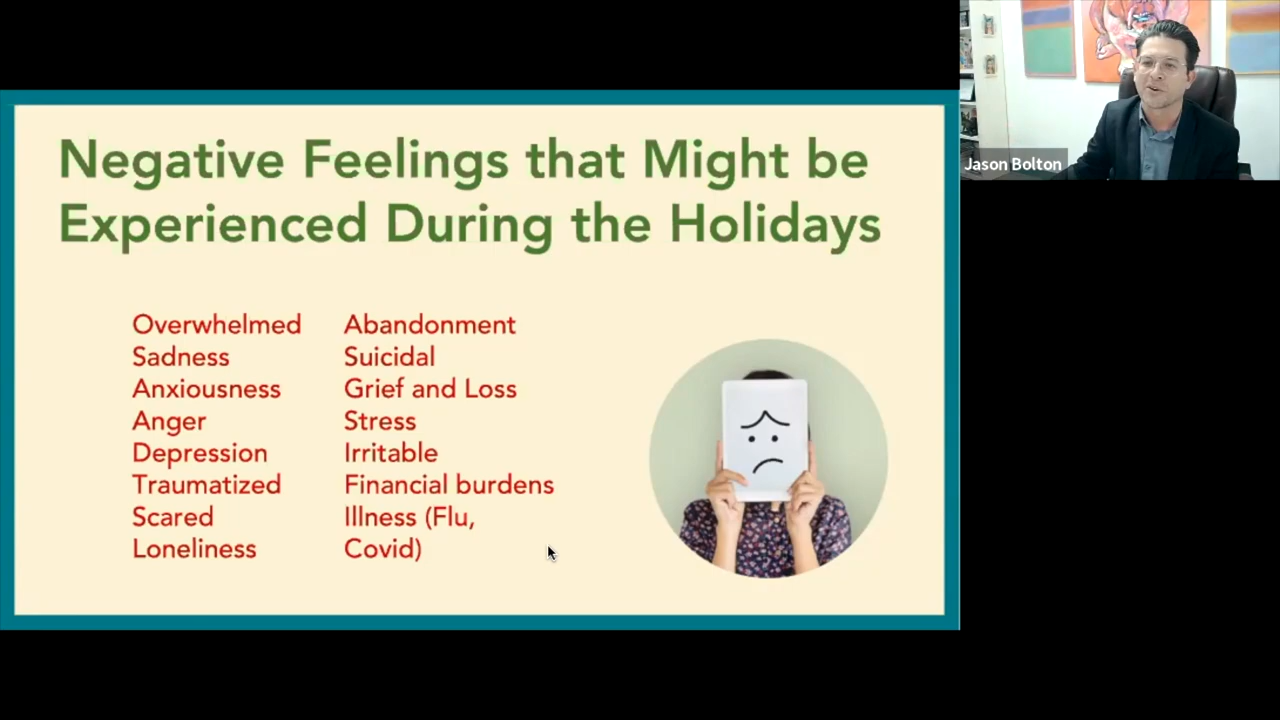 Negative Feelings that Might be
Experienced During the Holidays
Overwhelmed
Sadness
Anxiousness
Anger
Depression
Traumatized
Scared
Loneliness
Abandonment
Suicidal
Grief and Loss
Stress
Irritable
Financial burdens
Illness (Flu,
Covid)
Jason Bolton